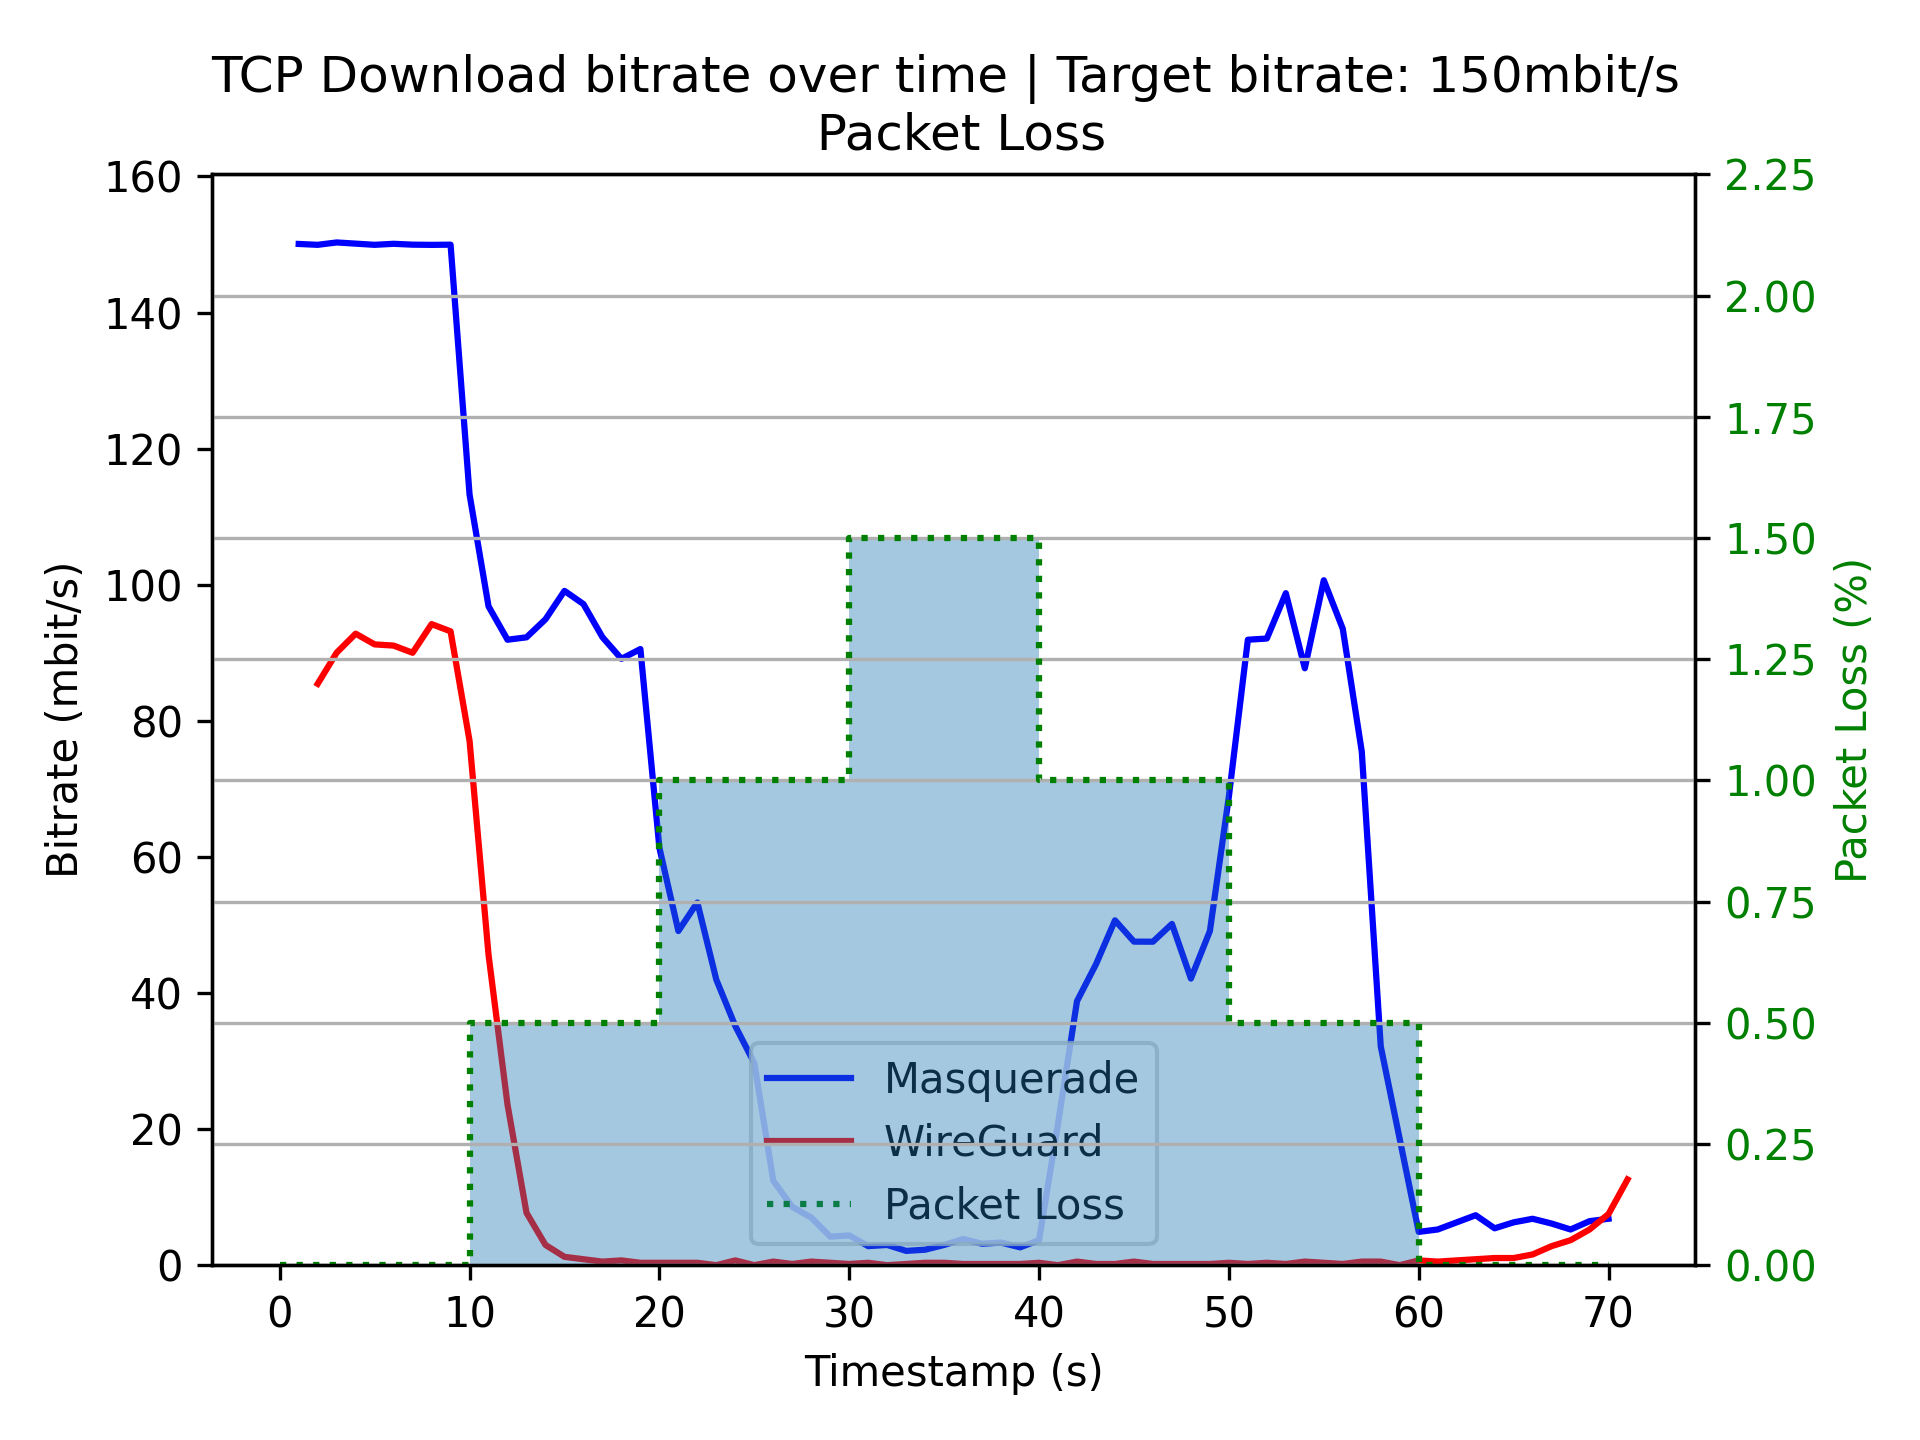 TCP Download bitrate over time | Target bitrate: 150mbit/s
Packet Loss
160
140
120
100
80
60
40
20
0
Bitrate (mbit/s)
2.25
2.00
1.75
1.50
1.25
1.00
0.75
0.50
0.25
0.00
Packet Loss (%)
Masquerade
WireGuard
Packet Loss
0 10 20 30 40 50 60 70
Timestamp (s)